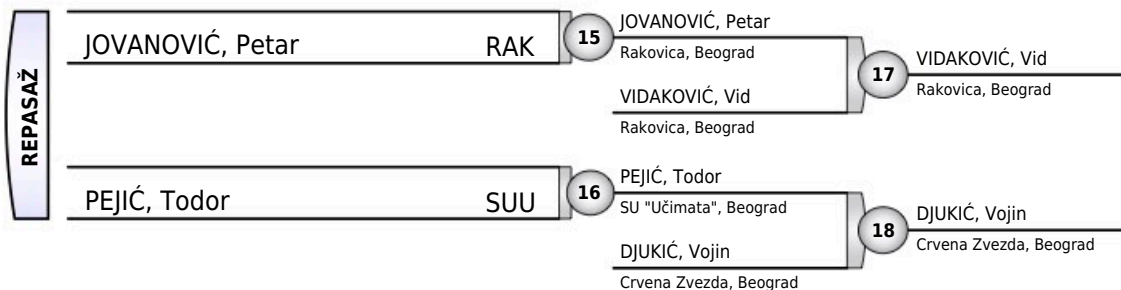 REPASAŽ
JOVANOVIĆ, Petar RAK
15
JOVANOVIĆ, Petar
Rakovica, Beograd
VIDAKOVIĆ, Vid
Rakovica, Beograd
17
VIDAKOVIĆ, Vid
Rakovica, Beograd
PEJIĆ, Todor SUU
16
PEJIĆ, Todor
SU "Učimata", Beograd
DJUKIĆ, Vojin
Crvena Zvezda, Beograd
18
DJUKIĆ, Vojin
Crvena Zvezda, Beograd